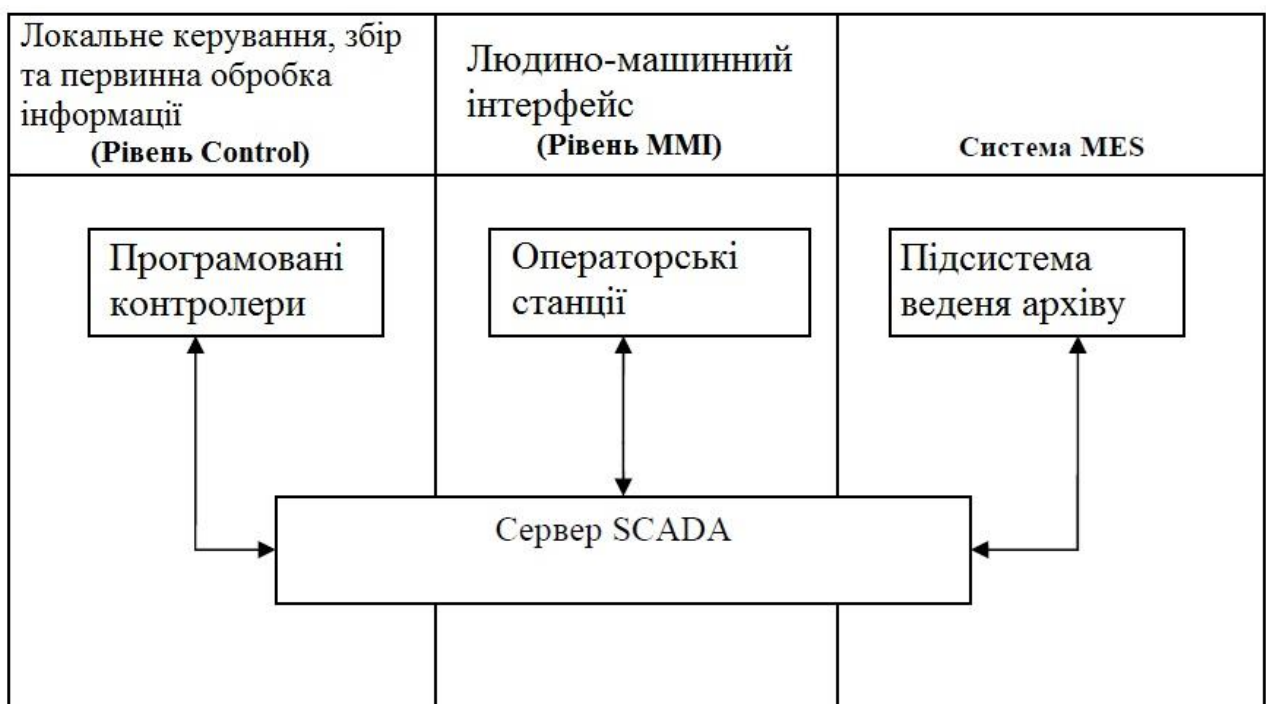 Локальне керування, збір
та первинна обробка
інформації
(Рівень Control)
Людино-машинний
інтерфейс
(Рівень MMI)
Система MES
Програмовані
контролери
Операторські
станції
Підсистема
веденя архіву
Сервер SCADA